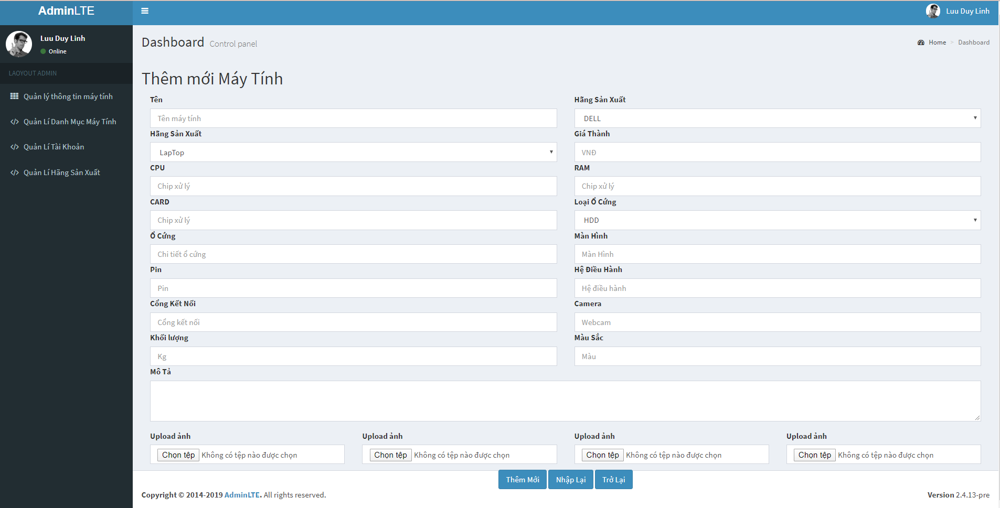 AdminLTE
Luu Duy Linh
Luu Duy Linh
Online
LAOYOUT ADMIN
Quản lý thông tin máy tính
Quản Lí Danh Mục Máy Tính
Quản Lí Tài Khoản
Quản Lí Hãng Sản Xuất
Dashboard Control panel
Home > Dashboard
Thêm mới Máy Tính
Tên
Hãng Sản Xuất
Tên máy tính
DELL
Hãng Sản Xuất
Giá Thành
LapTop
VNĐ
CPU
RAM
Chip xử lý
Chip xử lý
CARD
Loại Ổ Cứng
Chip xử lý
HDD
Ổ Cứng
Màn Hình
Chi tiết ổ cứng
Màn Hình
Pin
Hệ Điều Hành
Pin
Hệ điều hành
Cổng Kết Nối
Camera
Cổng kết nối
Webcam
Khối lượng
Màu Sắc
Kg
Màu
Mô Tả
Upload ảnh
Upload ảnh
Upload ảnh
Upload ảnh
Chọn tệp Không có tệp nào được chọn
Chọn tệp Không có tệp nào được chọn
Chọn tệp Không có tệp nào được chọn
Chọn tệp Không có tệp nào được chọn
Thêm Mới
Nhập Lại
Trở Lại
Copyright © 2014-2019 AdminLTE. All rights reserved.
Version 2.4.13-pre